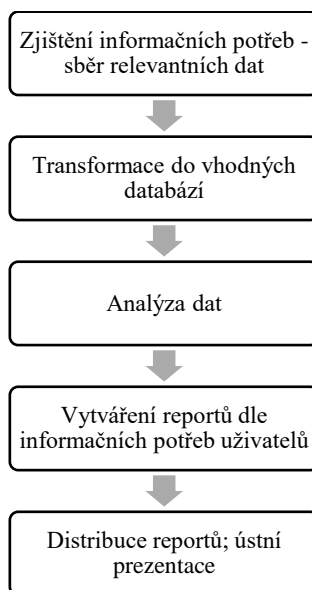 Zjištění informačních potřeb -
sběr relevantních dat
Transformace do vhodných
databází
Analýza dat
Vytváření reportů dle
informačních potřeb uživatelů
Distribuce reportů; ústní
prezentace